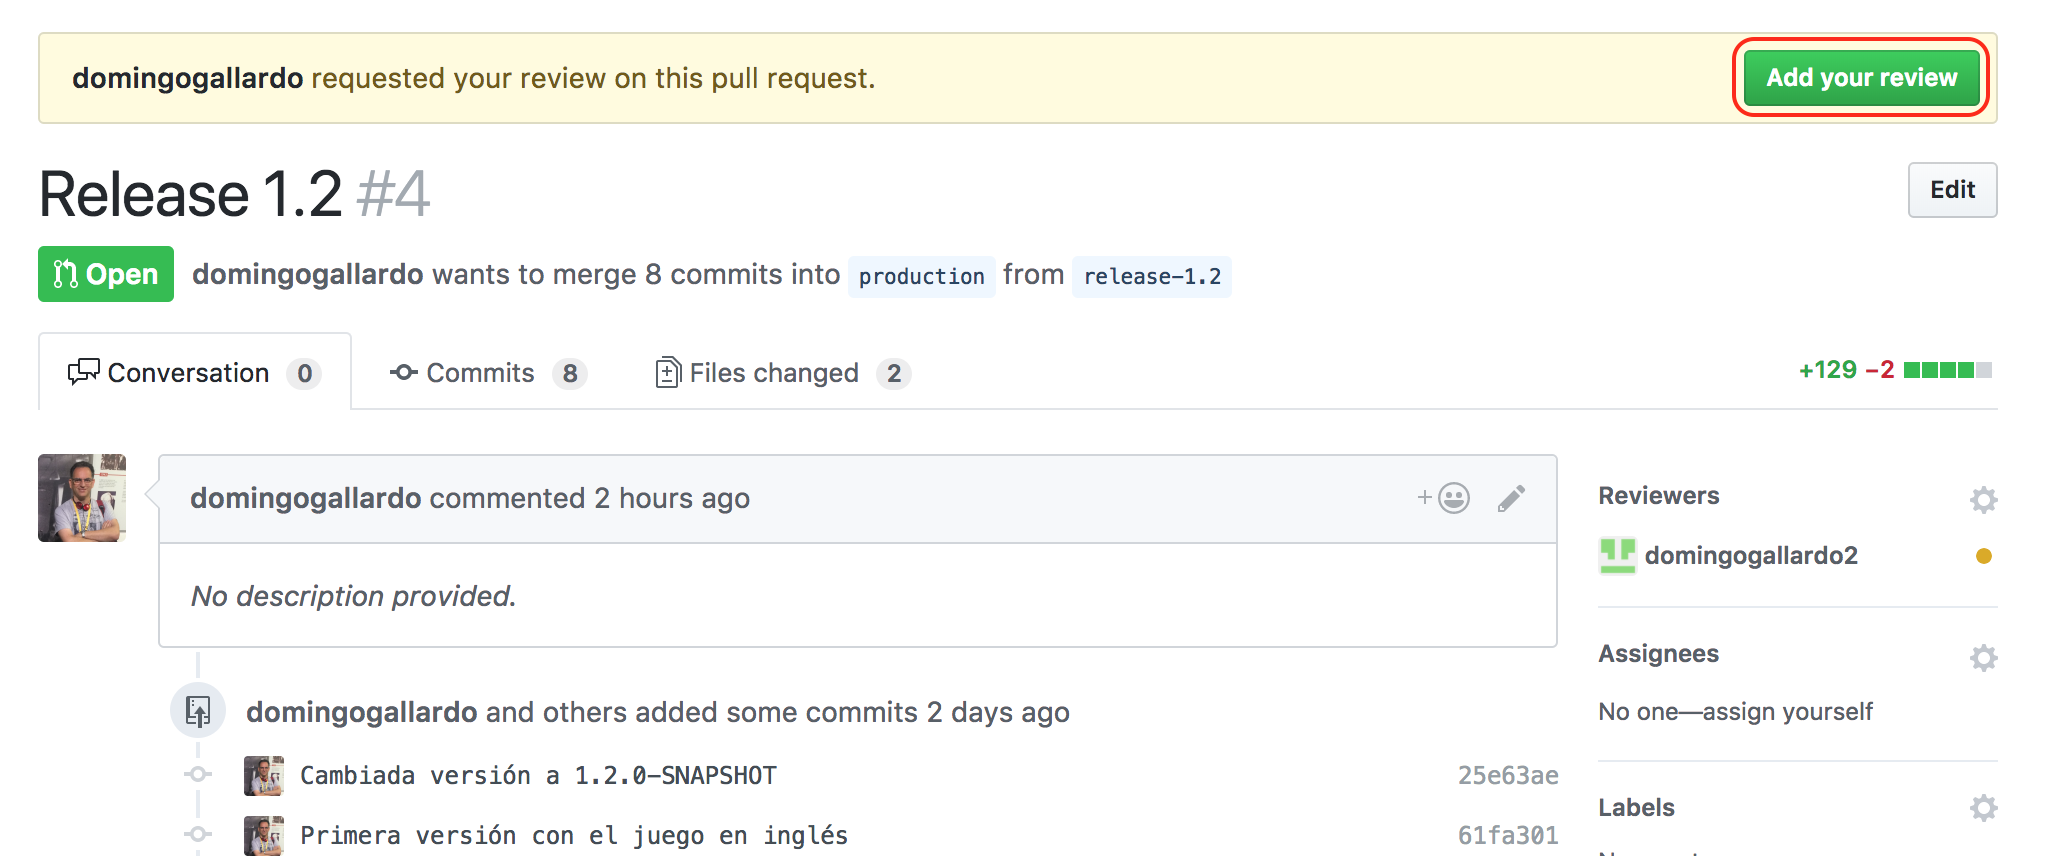 domingogallardo requested your review on this pull request.
Add your review
Release 1.2 #4
Edit
Open
domingogallardo wants to merge 8 commits into production from release-1.2
Conversation 0
Commits 8
Files changed 2
+129 −2
domingogallardo commented 2 hours ago
No description provided.
Reviewers
domingogallardo2
Assignees
No one—assign yourself
Labels
domingogallardo and others added some commits 2 days ago
Cambiada versión a 1.2.0-SNAPSHOT 25e63ae
Primera versión con el juego en inglés 61fa301